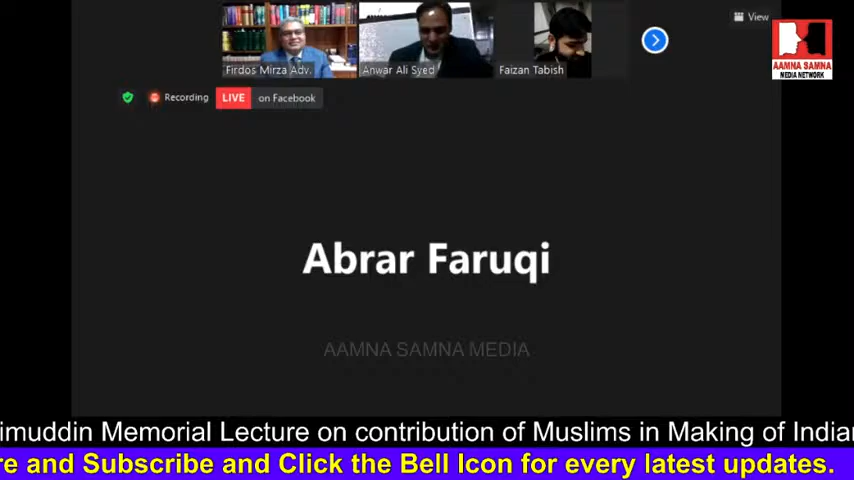 View
AAMNA SAMNA
MEDIA NETWORK
Firdos Mirza Adv.
Anwar Ali Syed
Faizan Tabish
Recording
LIVE on Facebook
Abrar Faruqi
AAMNA SAMNA MEDIA
imuddin Memorial Lecture on contribution of Muslims in Making of Indian
re and Subscribe and Click the Bell Icon for every latest updates.